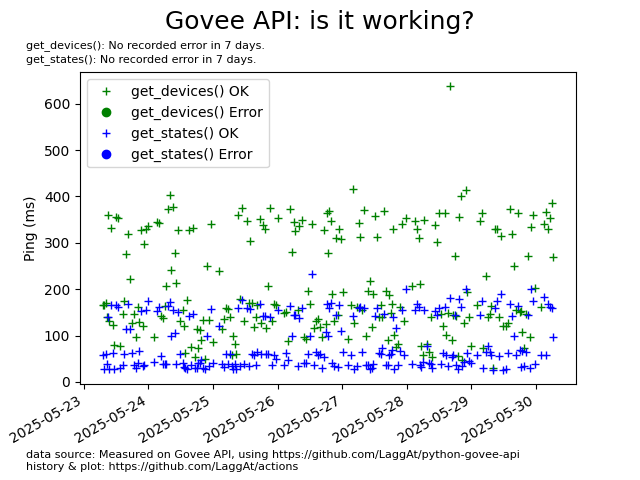 Govee API: is it working?
get_devices(): No recorded error in 7 days.
get_states(): No recorded error in 7 days.
get_devices() OK
get_devices() Error
get_states() OK
get_states() Error
Ping (ms)
600
500
400
300
200
100
0
2025-05-23
2025-05-24
2025-05-25
2025-05-26
2025-05-27
2025-05-28
2025-05-29
2025-05-30
data source: Measured on Govee API, using https://github.com/LaggAt/python-govee-api
history & plot: https://github.com/LaggAt/actions